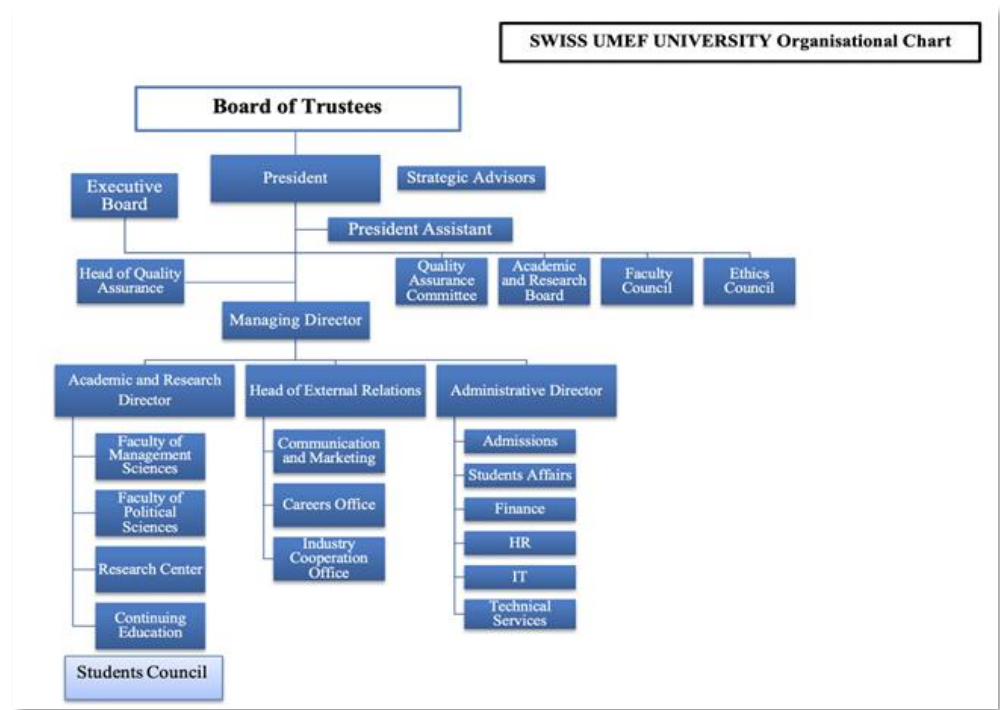 SWISS UMEF UNIVERSITY Organisational Chart
Board of Trustees
President
Strategic Advisors
Executive
Board
President Assistant
Head of Quality
Assurance
Quality
Assurance
Committee
Academic
and Research
Board
Faculty
Council
Ethics
Council
Managing Director
Academic and Research
Director
Head of External Relations
Administrative Director
Faculty of
Management
Sciences
Faculty of
Political
Sciences
Research Center
Continuing
Education
Communication
and Marketing
Careers Office
Industry
Cooperation
Office
Admissions
Students Affairs
Finance
HR
IT
Technical
Services
Students Council